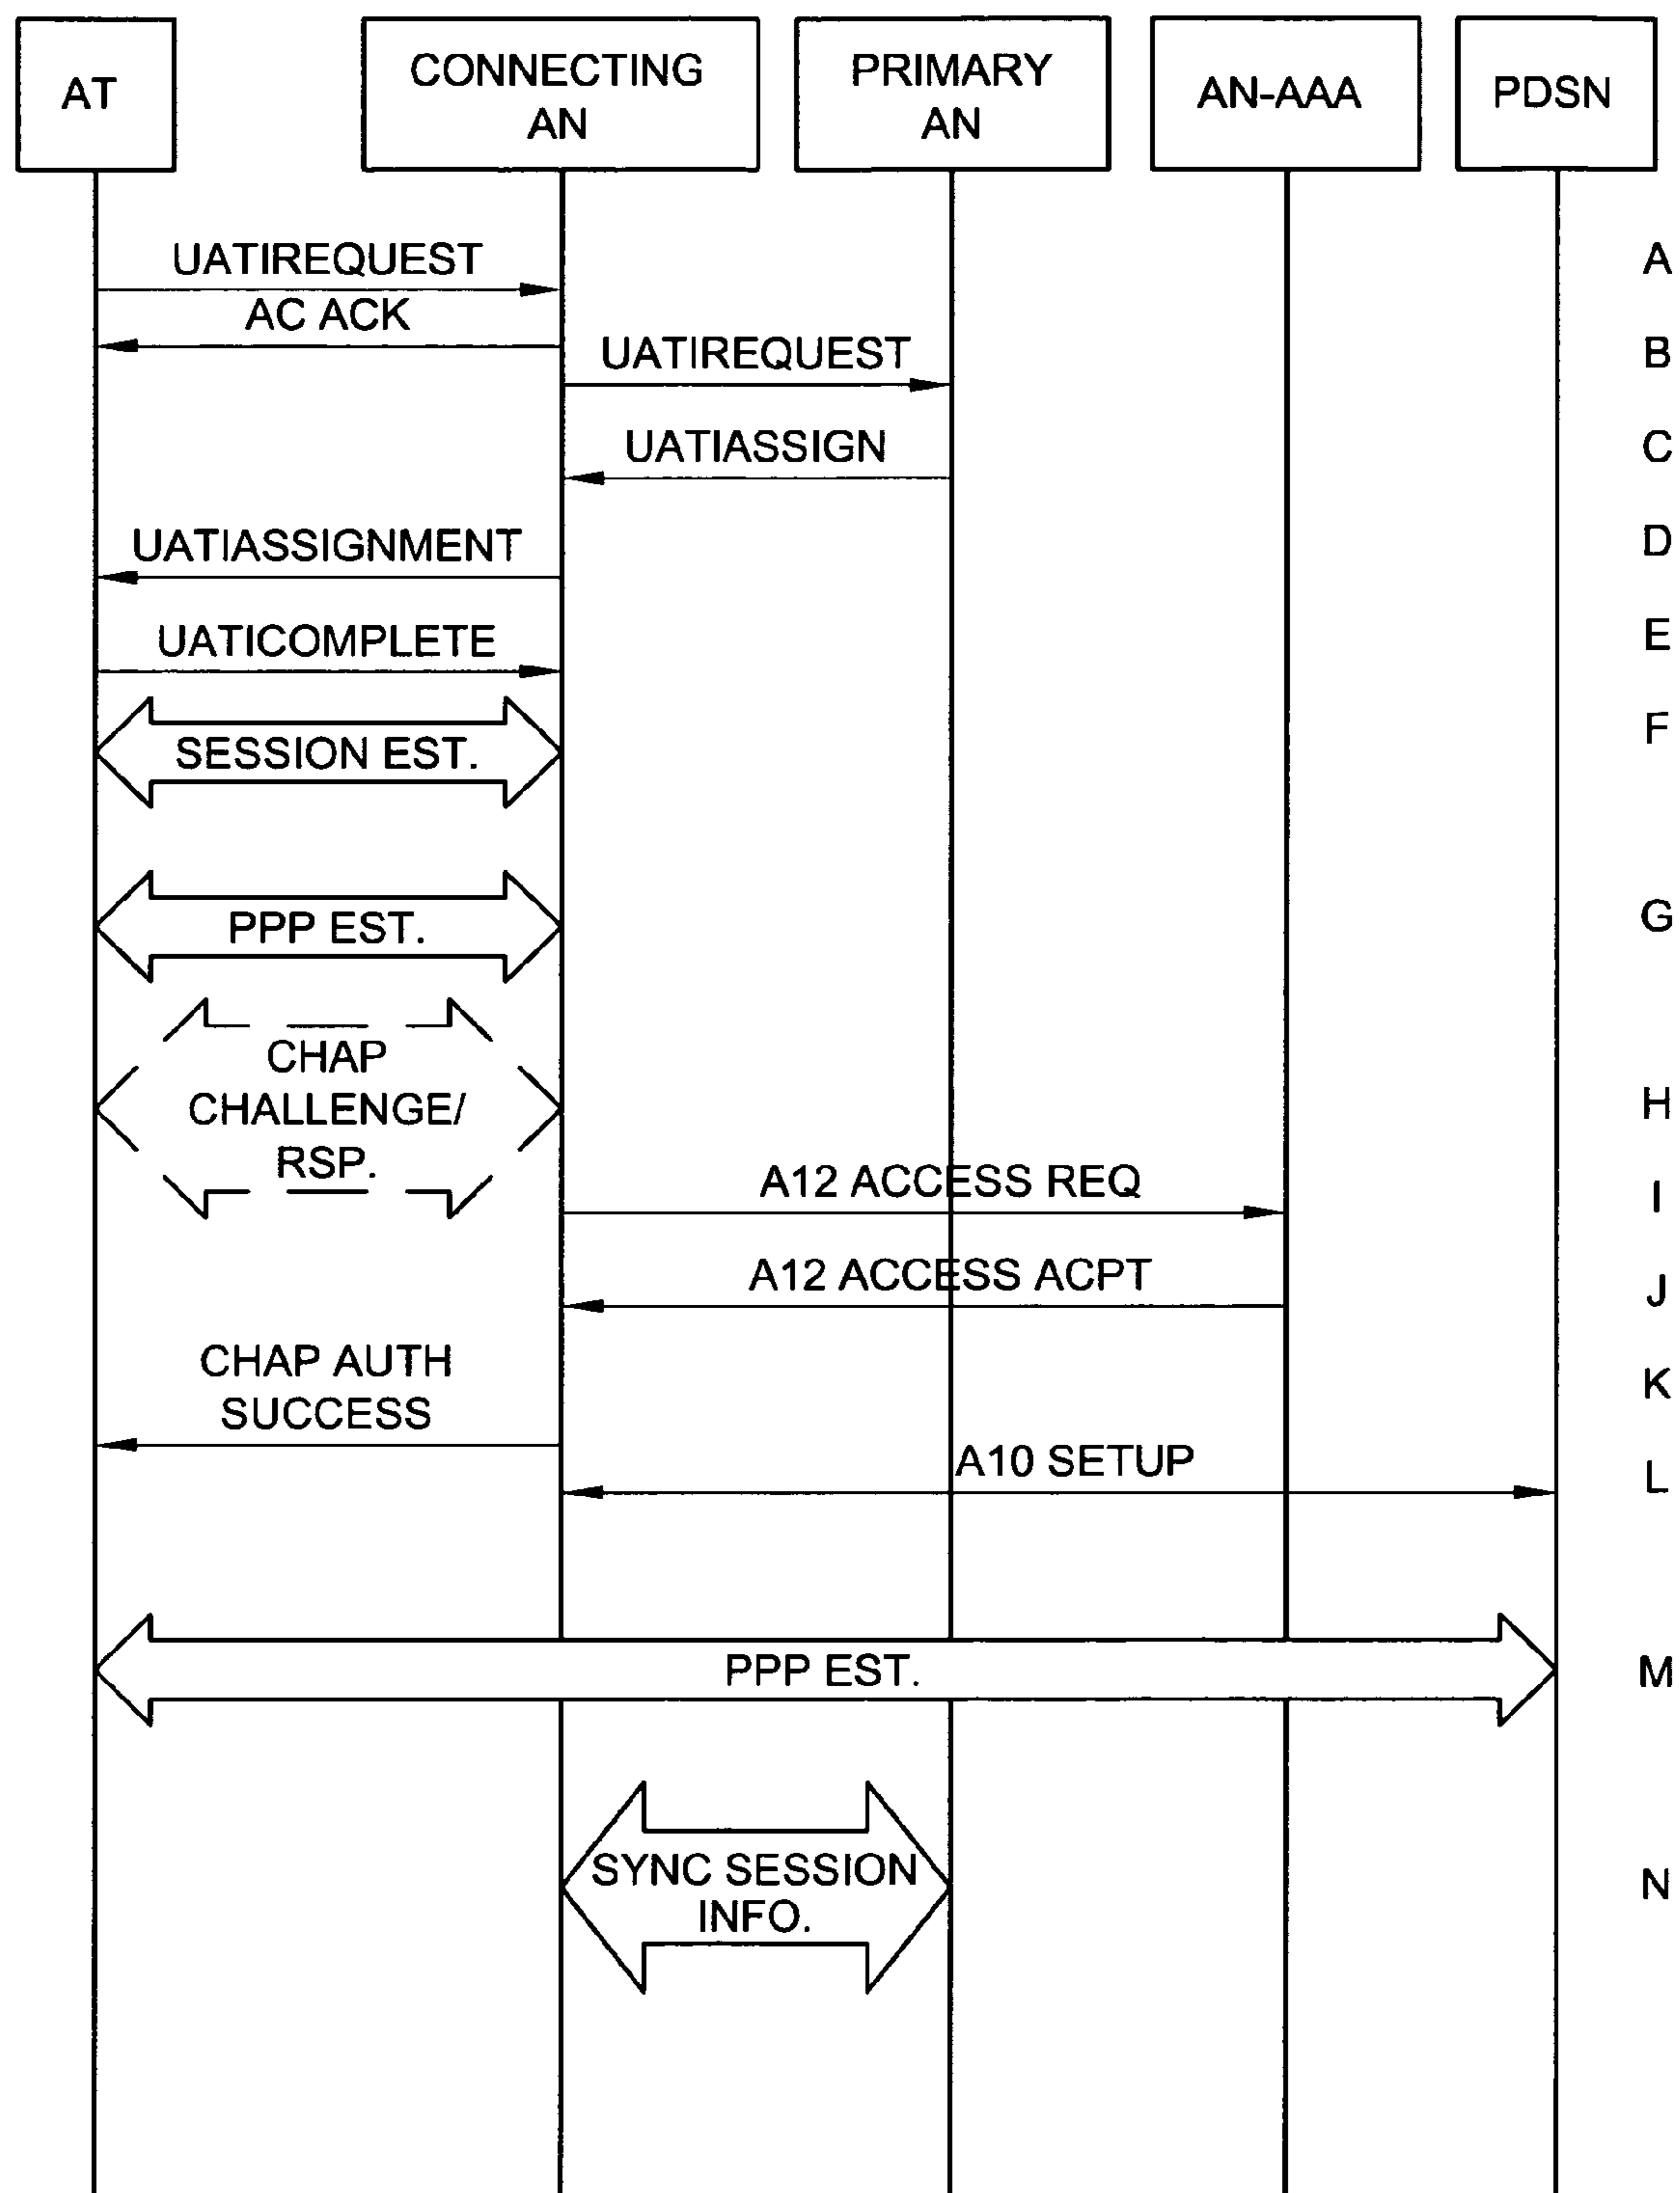 AT
CONNECTING
AN
PRIMARY
AN
AN-AAA
PDSN
UATIREQUEST
A
AC ACK
UATIREQUEST
B
UATIASSIGN
C
UATIASSIGNMENT
D
UATICOMPLETE
E
SESSION EST.
F
PPP EST.
G
CHAP
CHALLENGE/
RSP.
H
A12 ACCESS REQ
I
A12 ACCESS ACPT
J
CHAP AUTH
SUCCESS
K
A10 SETUP
L
PPP EST.
M
SYNC SESSION
INFO.
N